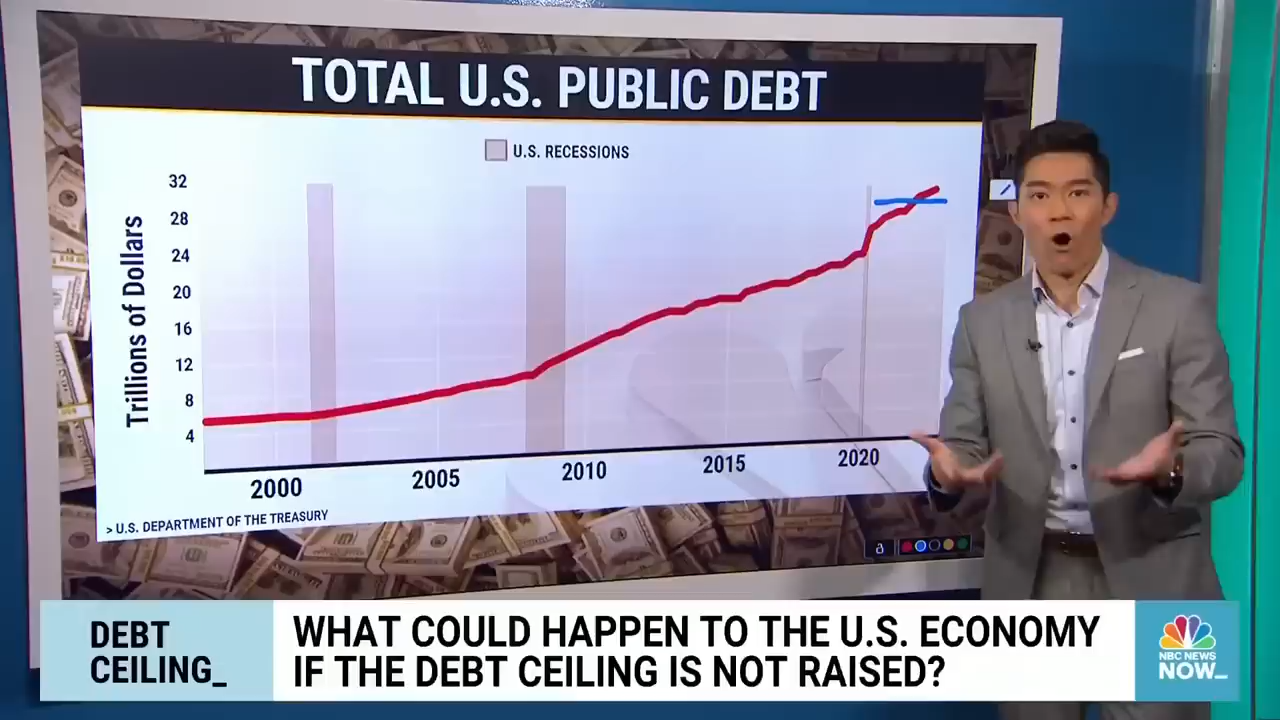 TOTAL U.S. PUBLIC DEBT
U.S. RECESSIONS
Trillions of Dollars
32
28
24
20
16
12
8
4
2000
2005
2010
2015
2020
> U.S. DEPARTMENT OF THE TREASURY
a
DEBT
CEILING_
WHAT COULD HAPPEN TO THE U.S. ECONOMY
IF THE DEBT CEILING IS NOT RAISED?
NBC NEWS
NOW_